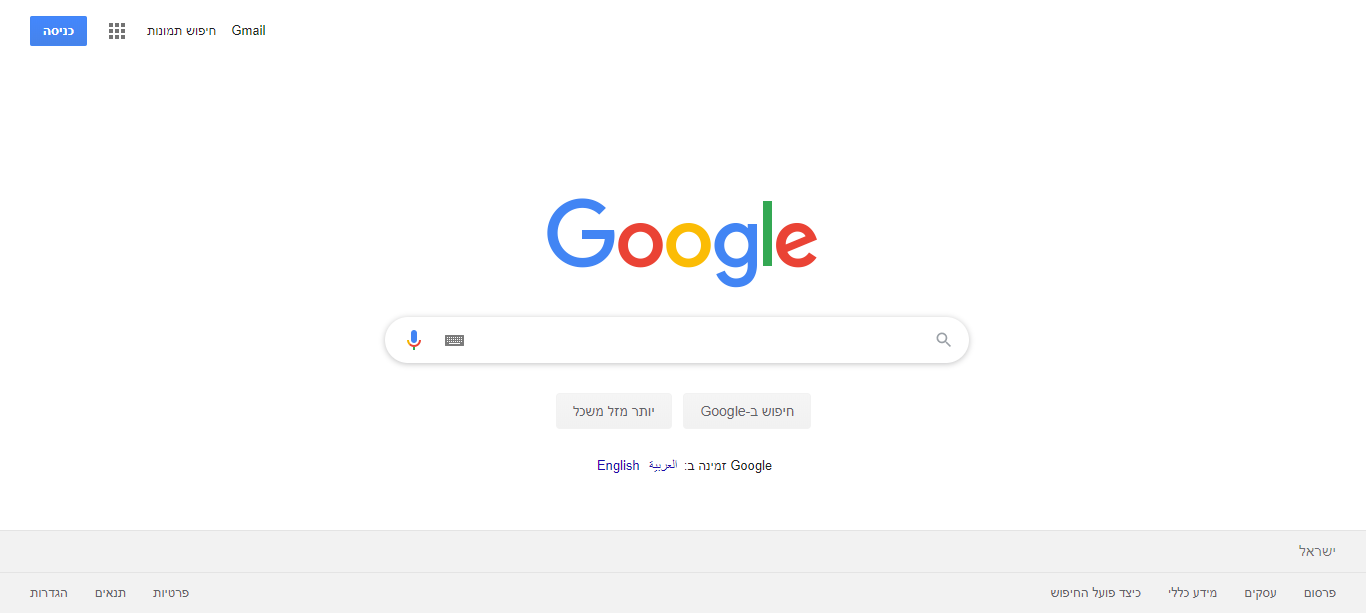 Gmail חיפוש תמונות כניסה
Google
חיפוש ב-Google יותר מזל משכל
Google זמינה ב: العربية English
ישראל
פרסום עסקים מידע כללי כיצד פועל החיפוש פרטיות תנאים הגדרות